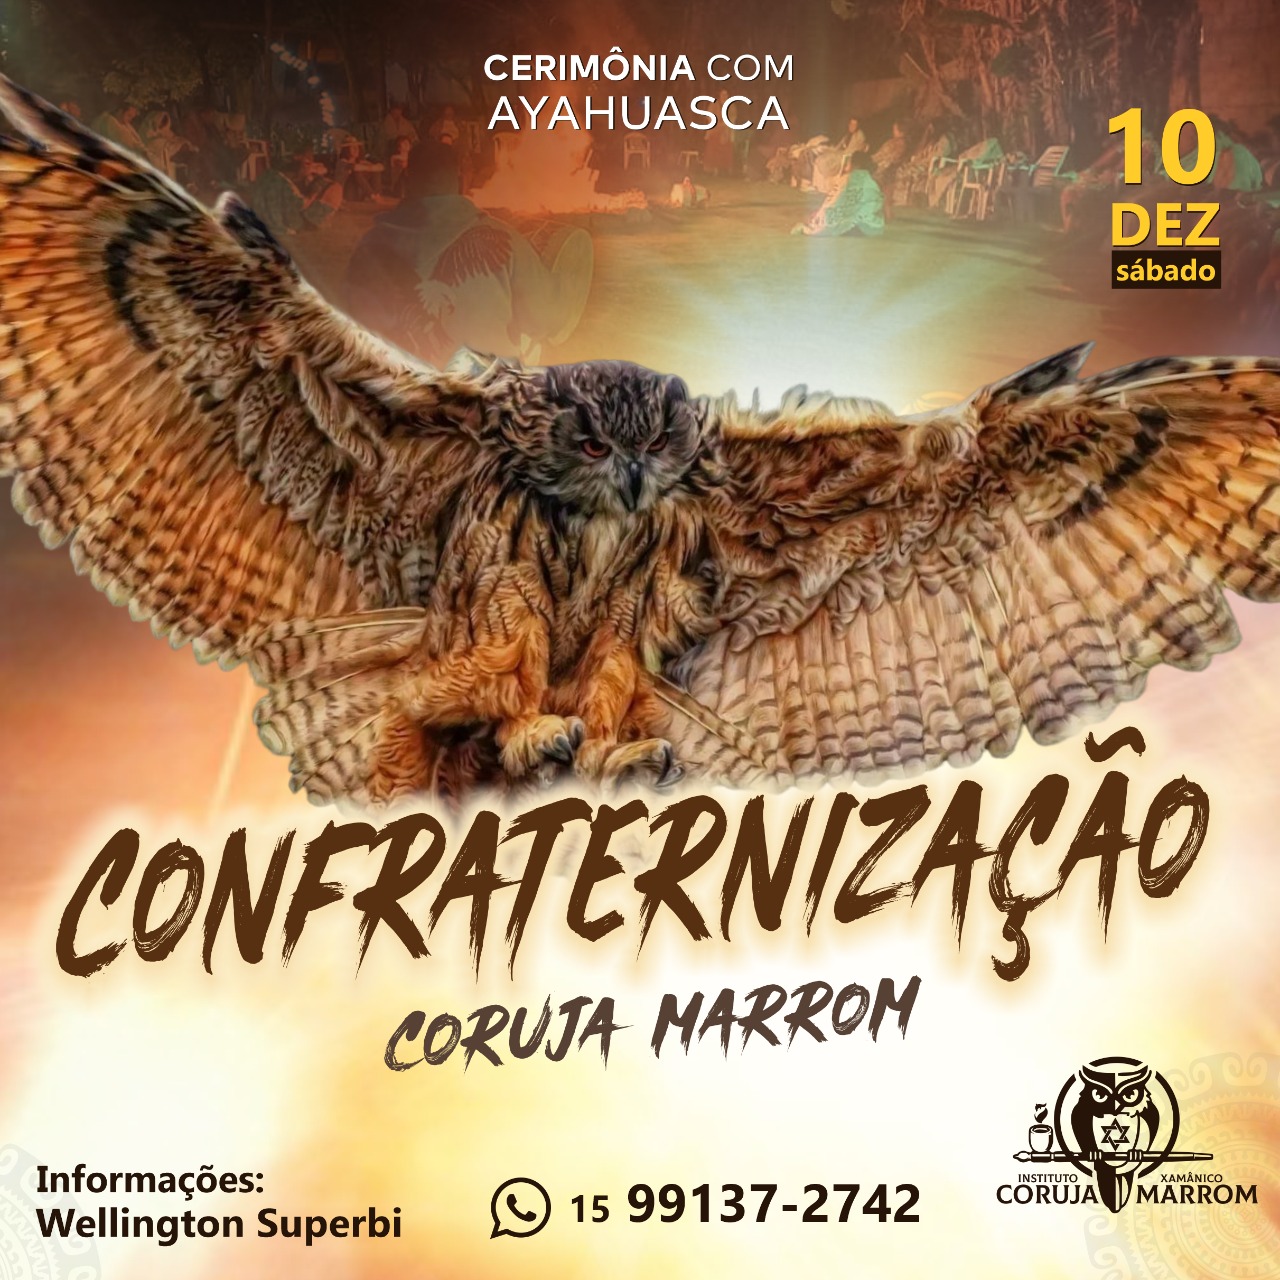 CERIMÔNIA COM
AYAHUASCA
10
DEZ
sábado
CONFRATERNIZAÇÃO
CORUJA MARROM
Informações:
Wellington Superbi
15 99137-2742
INSTITUTO XAMÂNICO
CORUJA MARROM